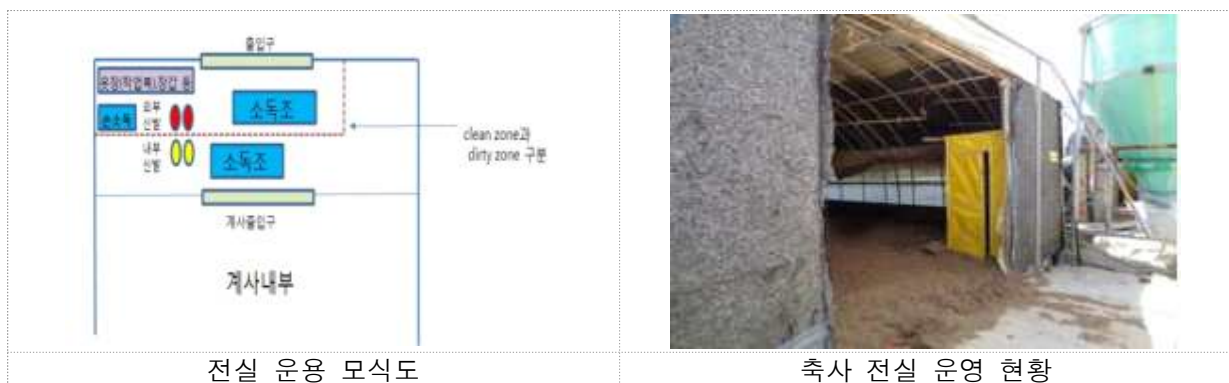 출입구
용장(작업복)장갑 등
손소독
외부
신발
소독조
clean zone과
dirty zone 구분
내부
신발
소독조
계사출입구
계사내부
전실 운용 모식도
축사 전실 운영 현황